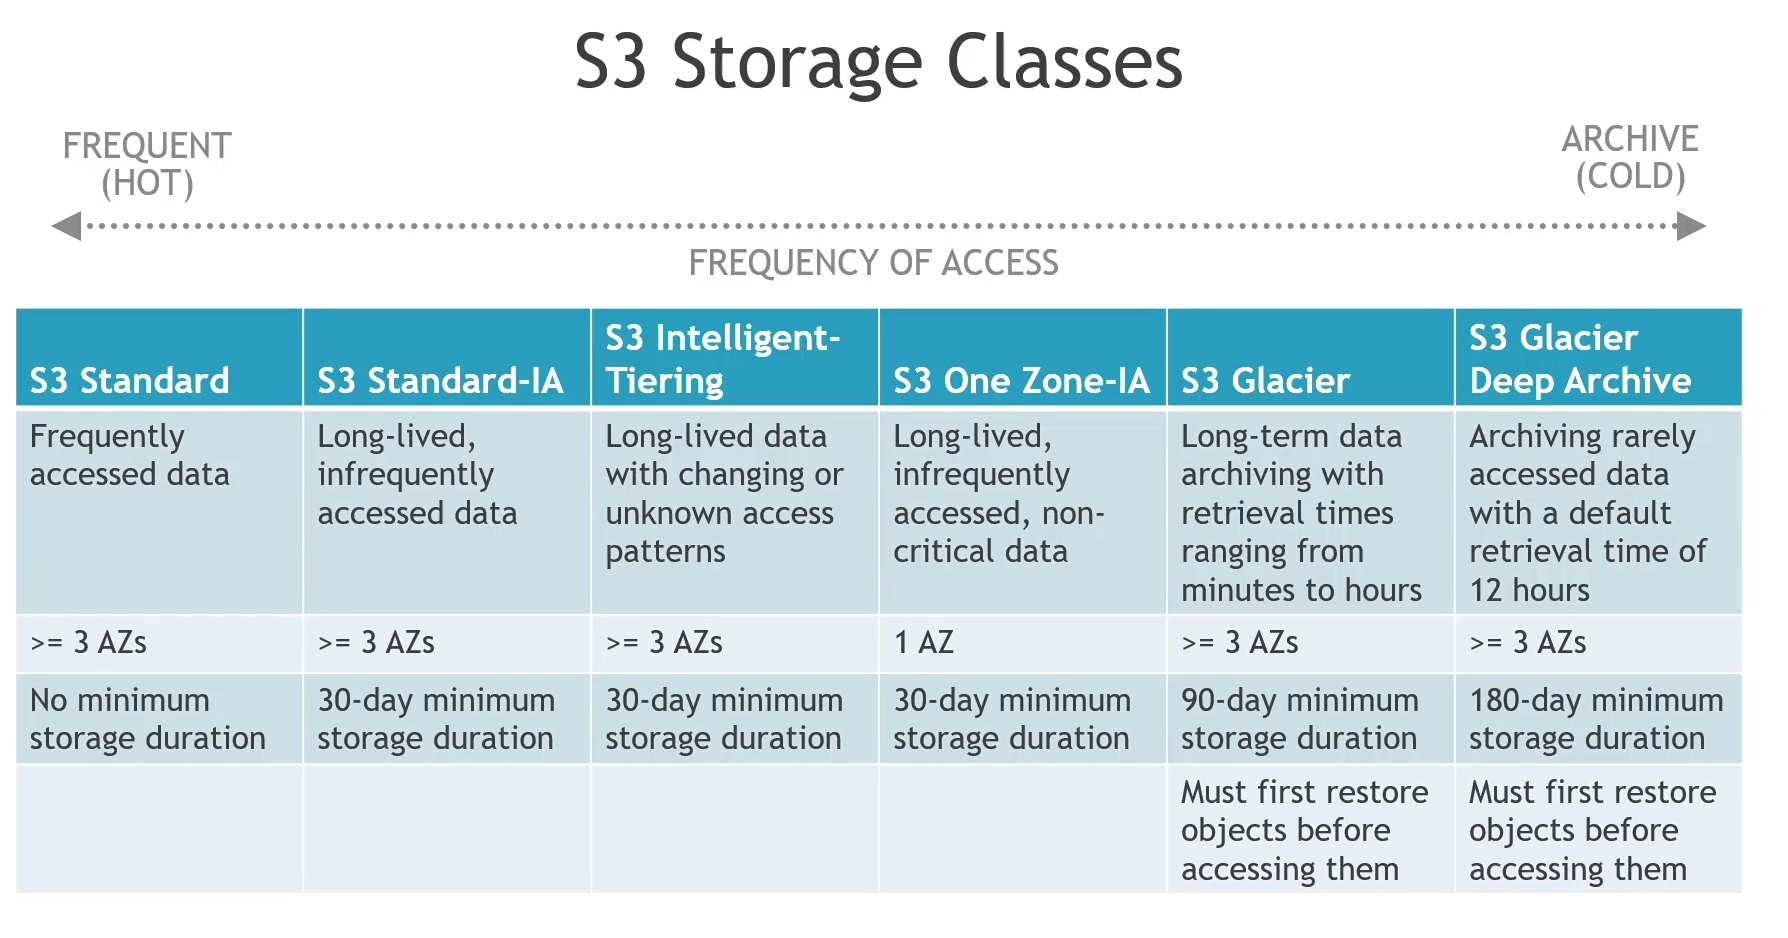 S3 Storage Classes
FREQUENT
(HOT)
ARCHIVE
(COLD)
FREQUENCY OF ACCESS
S3 Standard
S3 Standard-IA
S3 Intelligent-
Tiering
S3 One Zone-IA
S3 Glacier
S3 Glacier
Deep Archive
Frequently
accessed data
Long-lived,
infrequently
accessed data
Long-lived data
with changing or
unknown access
patterns
Long-lived,
infrequently
accessed, non-
critical data
Long-term data
archiving with
retrieval times
ranging from
minutes to hours
Archiving rarely
accessed data
with a default
retrieval time of
12 hours
>= 3 AZs
>= 3 AZs
>= 3 AZs
1 AZ
>= 3 AZs
>= 3 AZs
No minimum
storage duration
30-day minimum
storage duration
30-day minimum
storage duration
30-day minimum
storage duration
90-day minimum
storage duration
180-day minimum
storage duration
Must first restore
objects before
accessing them
Must first restore
objects before
accessing them